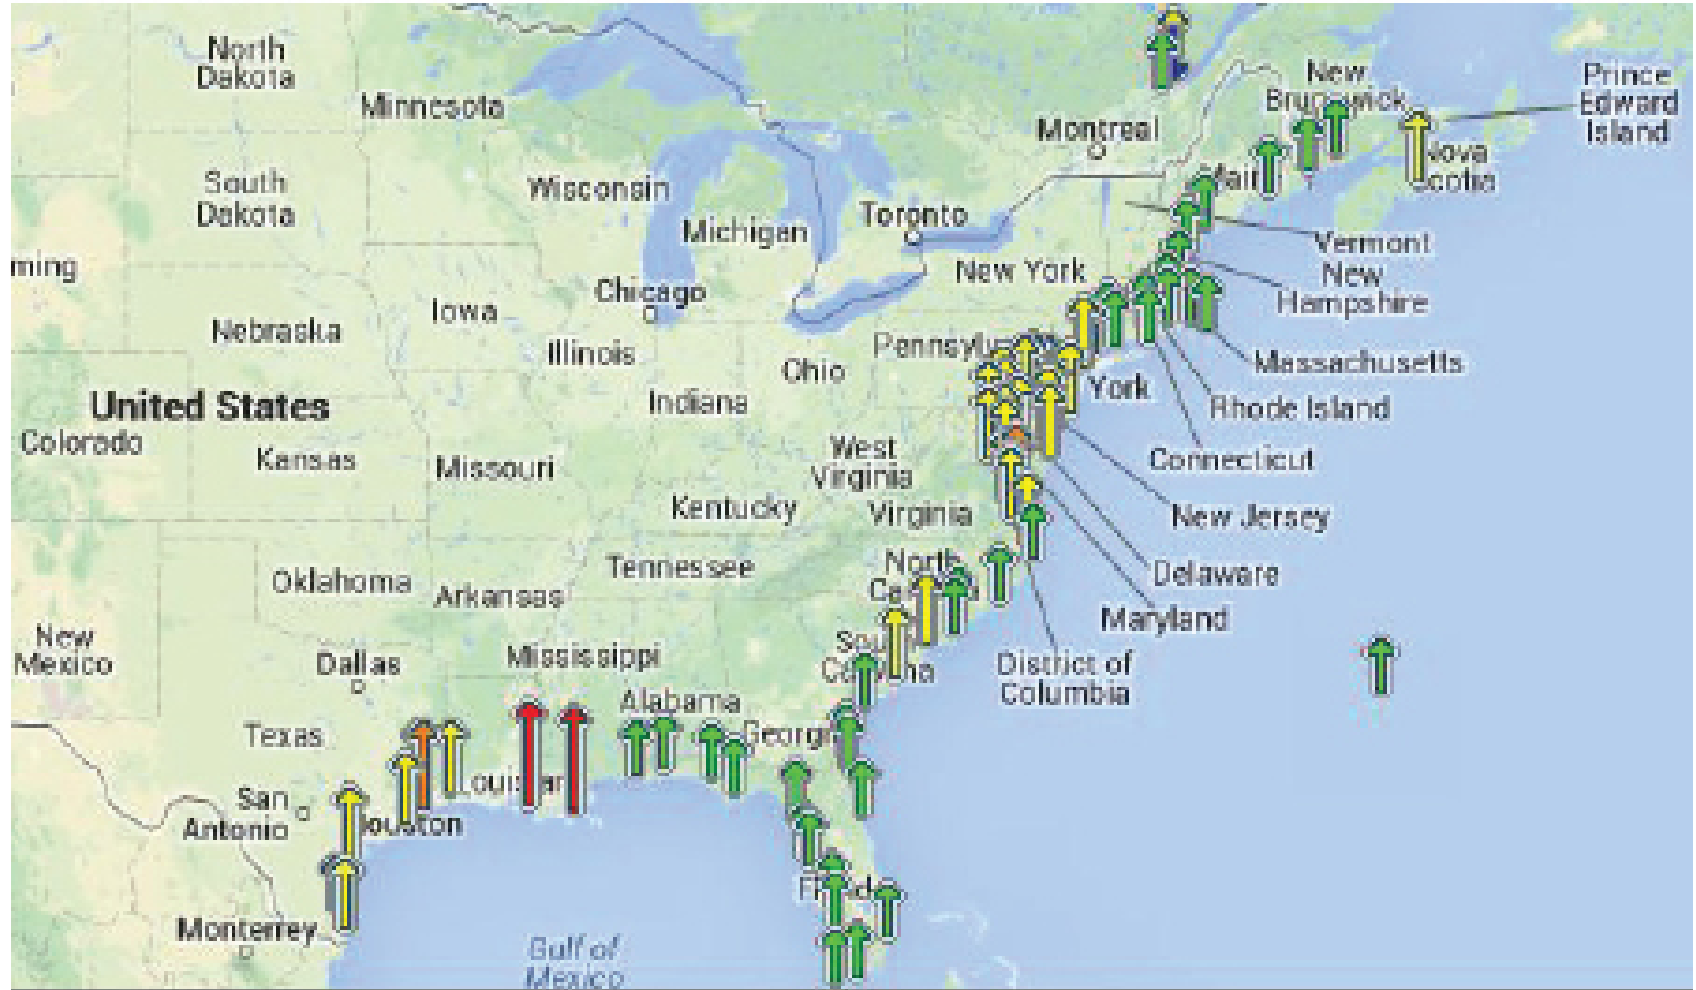 North
Dakota
Minnesota
Montreal
New
Brunswick
Prince
Edward
Island
Nova
Scotia
South
Dakota
Wisconsin
Michigan
Toronto
Vermont
ming
Chicago
New York
New
Hampshire
Nebraska
Iowa
Illinois
Ohio
Massachusetts
United States
Indiana
York
Rhode Island
Colorado
Kansas
Missouri
West
Virginia
Connecticut
Kentucky
Virginia
New Jersey
Oklahoma
Arkansas
Tennessee
North
Delaware
Maryland
New
Mexico
Dallas
Mississippi
District of
Columbia
Alabama
Texas
San
Antonio
Monterrey
Gulf of
Mexico